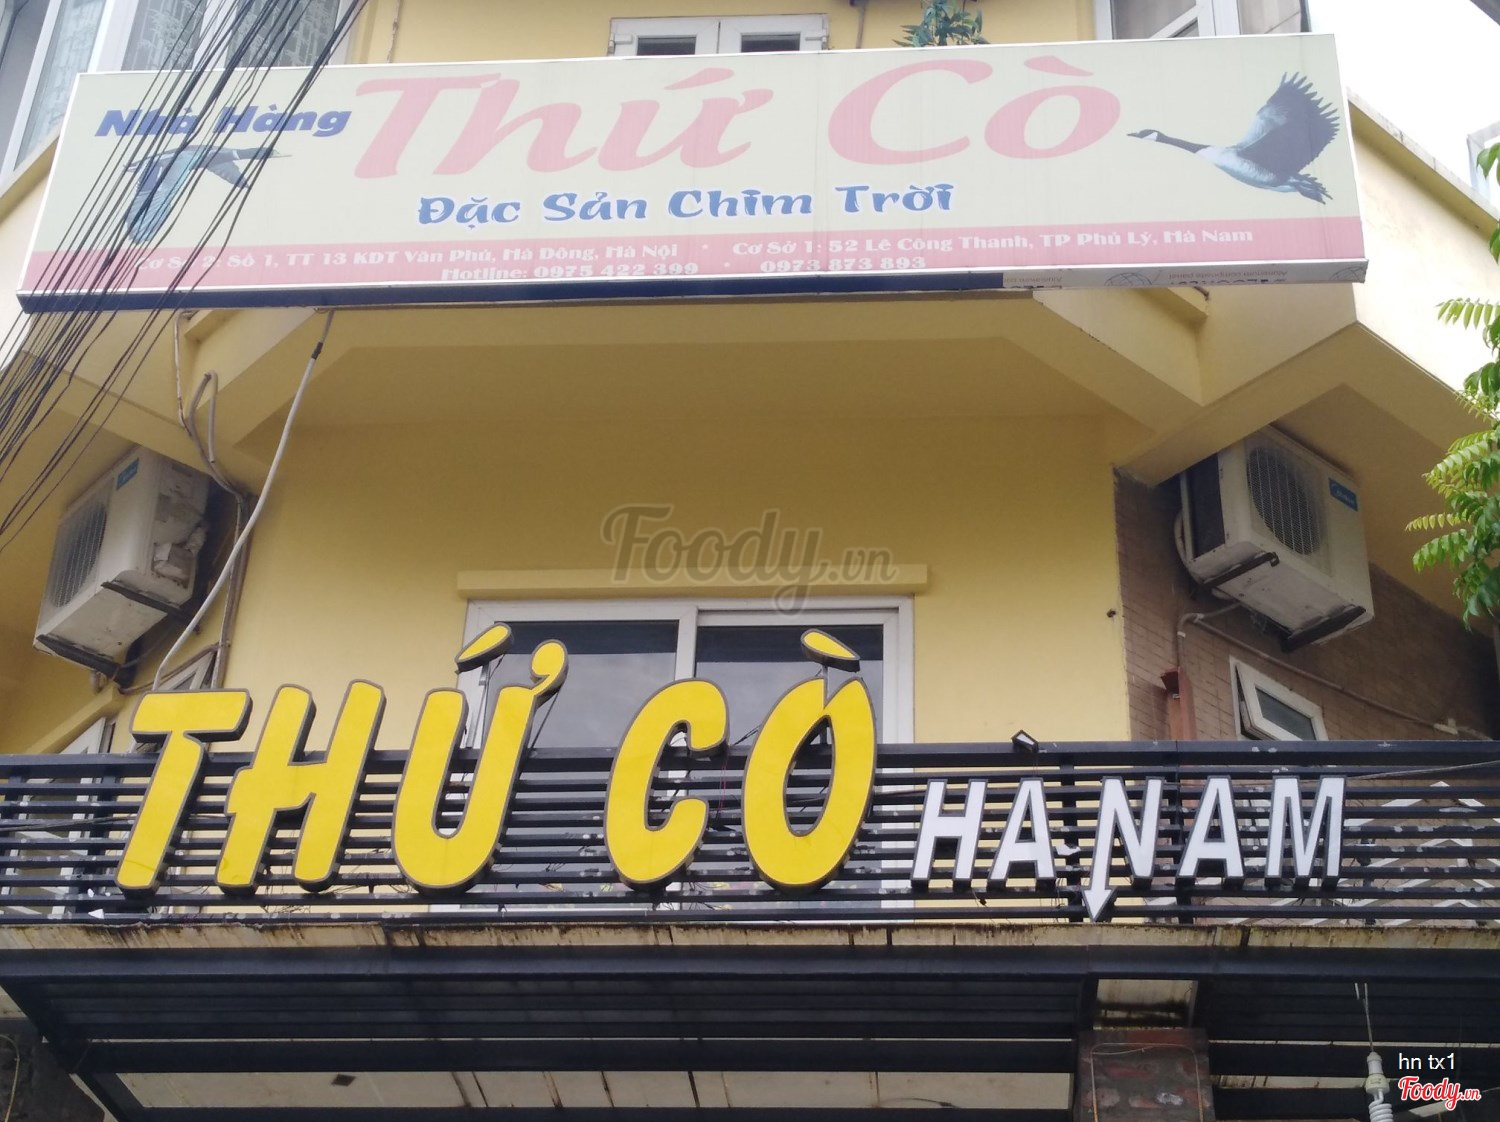 Nhà Hàng Thứ Cò
Đặc Sản Chim Trời
Cơ Sở 2: Số 1, TT 13 KĐT Văn Phú, Hà Đông, Hà Nội • Cơ Sở 1: 52 Lê Công Thanh, TP Phủ Lý, Hà Nam
Hotline: 0975 422 399 • 0973 873 893
Foody.vn
THỨ CÒ HÀ NAM
hn tx1
Foody.vn